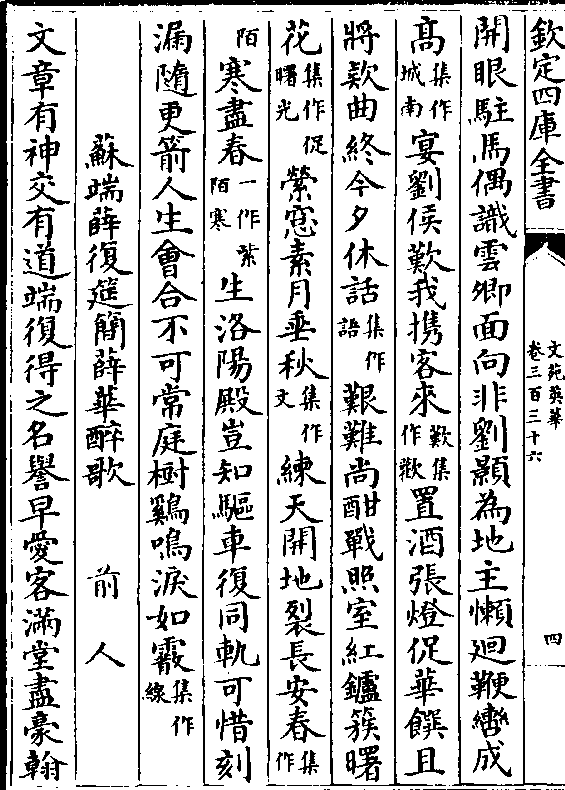 欽定四庫全書
文苑英華
卷三百三十六
四
開眼駐馬偶識雲卿面向非劉顥為地主懶迴鞭轡成
高集作城南宴劉侯歎我擕客來歎集作歡置酒張燈促華饌且
將款曲終今夕休話集作語艱難尚酣戰照室紅鑪簇曙
花集作促曙光縈窓素月垂秋集作文練天開地裂長安春集作
陌寒盡春一作紫陌寒生洛陽殿豈知驅車復同軌可惜刻
漏隨更箭人生會合不可常庭樹鷄鳴淚如霰集作線
蘇端薛復筵簡薛華醉歌　前人
文章有神交有道端復得之名譽早愛客滿堂盡豪翰